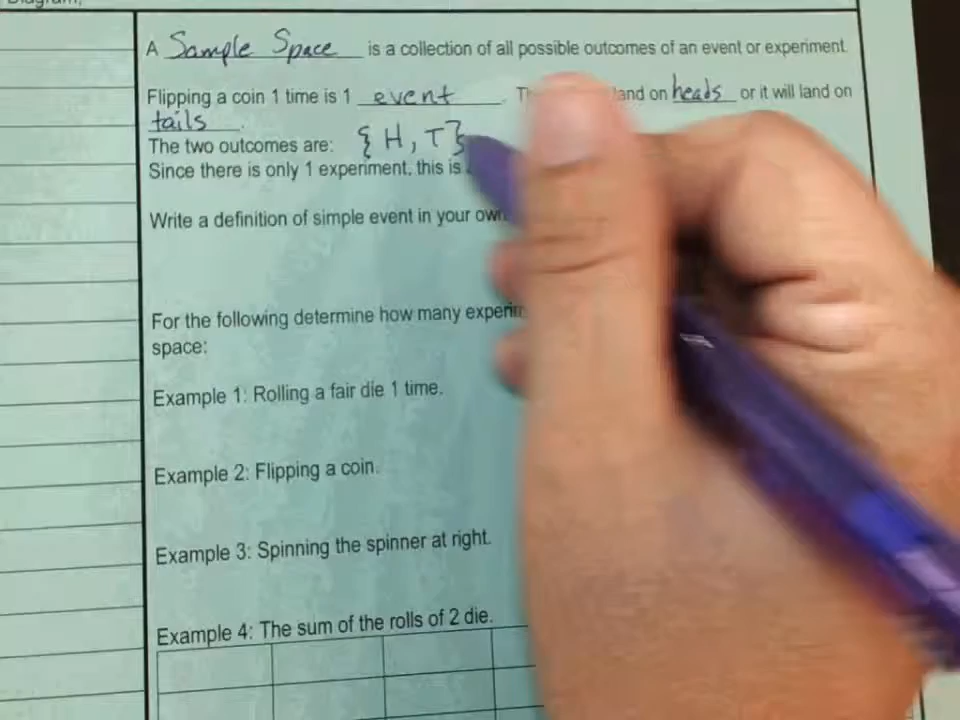 A Sample Space is a collection of all possible outcomes of an event or experiment.
Flipping a coin 1 time is 1 event. land on heads or it will land on
tails.
The two outcomes are: {H, T}
Since there is only 1 experiment, this is
Write a definition of simple event in your own
For the following determine how many
space:
Example 1: Rolling a fair die 1 time.
Example 2: Flipping a coin.
Example 3: Spinning the spinner at right.
Example 4: The sum of the rolls of 2 die.